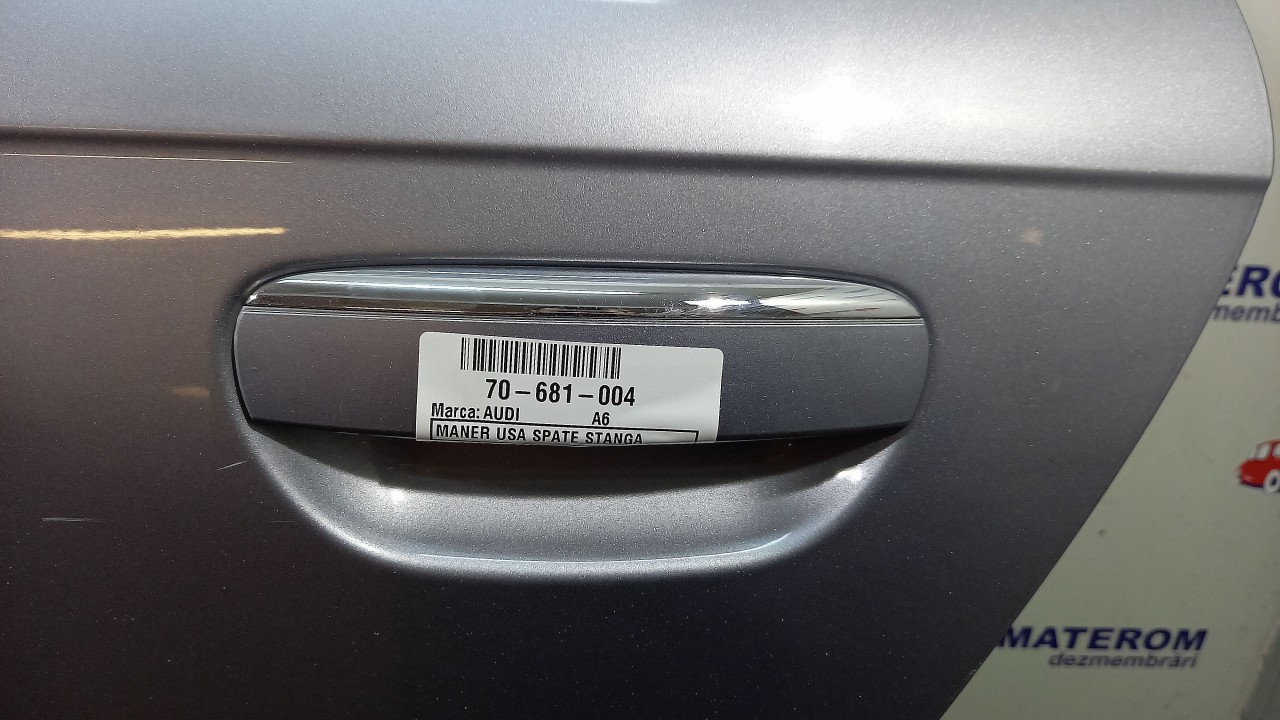 70-681-004
Marca: AUDI A6
MANER USA SPATE STANGA
MATEROM
dezmembrări